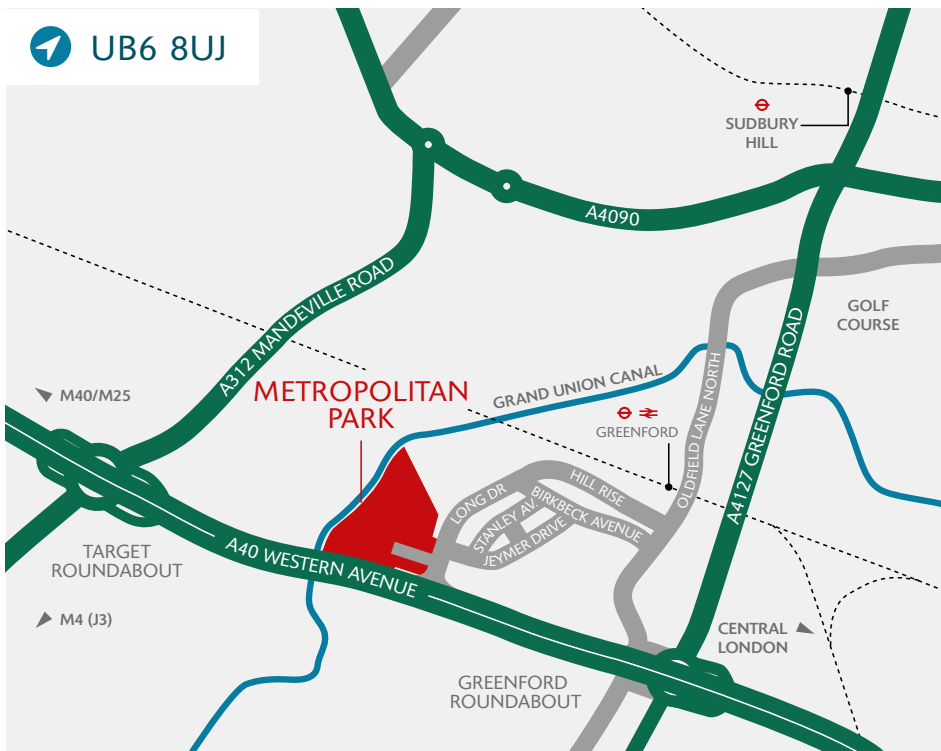 UB6 8UJ
SUDBURY
HILL
A4090
A312 MANDEVILLE ROAD
GOLF
COURSE
M40/M25
METROPOLITAN
PARK
GRAND UNION CANAL
GREENFORD
OLDFIELD LANE NORTH
A4127 GREENFORD ROAD
LONG DR
HILL RISE
STANLEY AV.
BIRKBECK AVENUE
JEYMER DRIVE
TARGET
ROUNDABOUT
A40 WESTERN AVENUE
M4 (J3)
CENTRAL
LONDON
GREENFORD
ROUNDABOUT